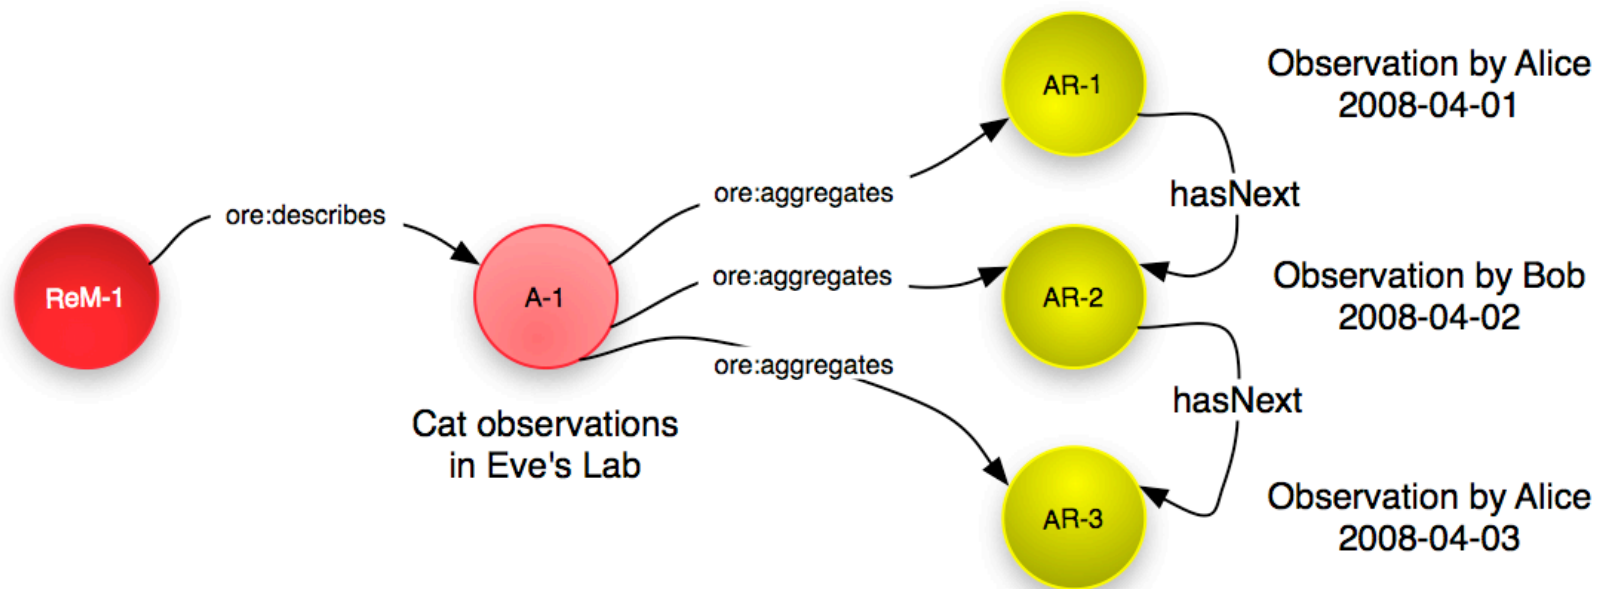 ReM-1
ore:describes
A-1
Cat observations
in Eve's Lab
ore:aggregates
ore:aggregates
ore:aggregates
AR-1
Observation by Alice
2008-04-01
hasNext
AR-2
Observation by Bob
2008-04-02
hasNext
AR-3
Observation by Alice
2008-04-03